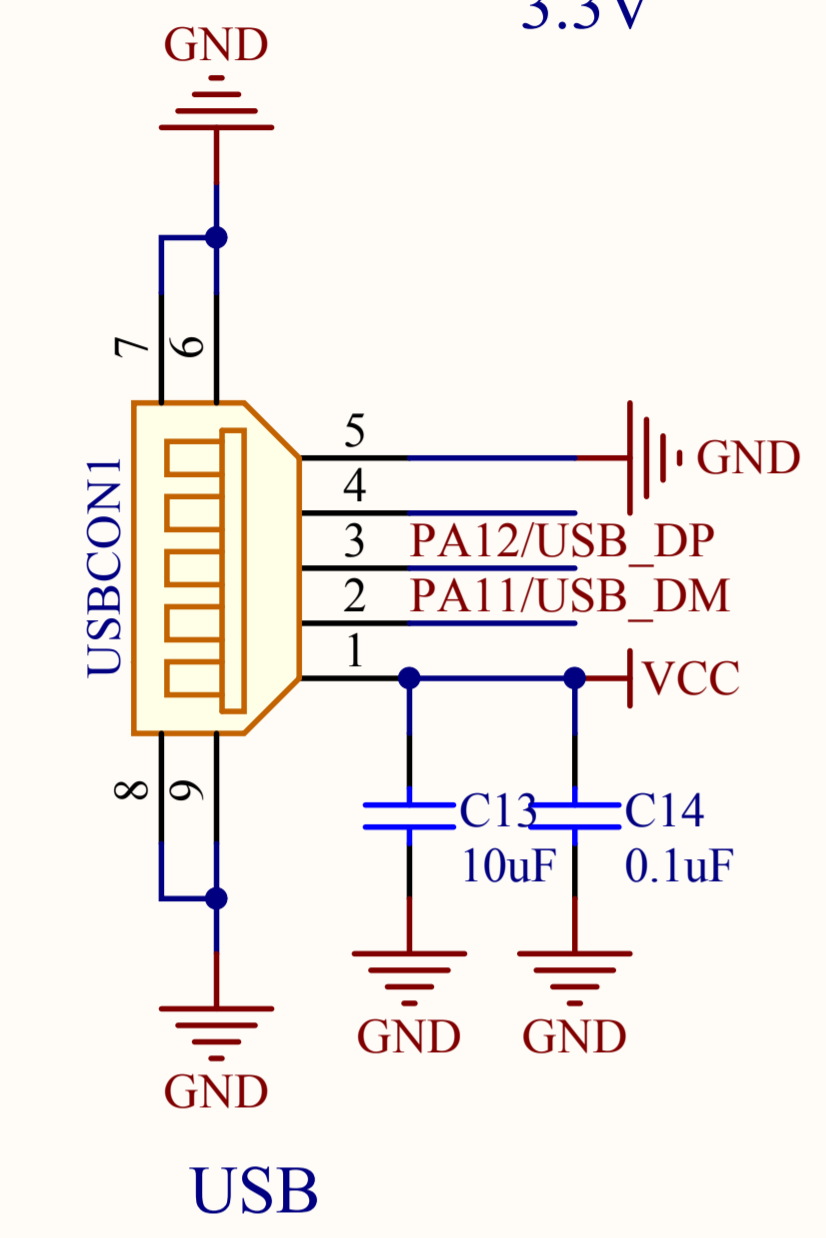 3.3V
GND
7
6
USBCON1
5
GND
4
3 PA12/USB_DP
2 PA11/USB_DM
1
VCC
8
9
C13
10uF
C14
0.1uF
GND
GND
GND
USB